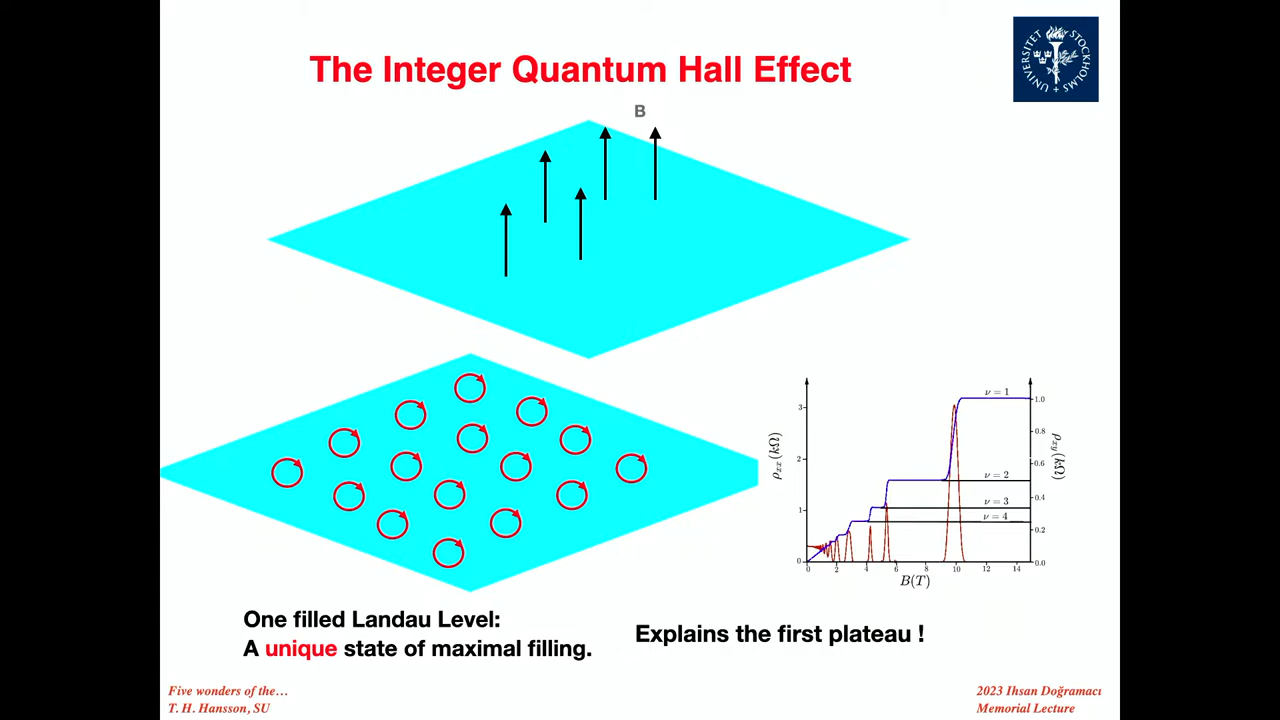 The Integer Quantum Hall Effect
UNIVERSITET STOCKHOLMS
B
ν = 1
ν = 2
ν = 3
ν = 4
3
2
1
0
1.0
0.8
0.6
0.4
0.2
0.0
ρxx (kΩ)
ρxy (kΩ)
0 2 4 6 8 10 12 14
B(T)
One filled Landau Level:
A unique state of maximal filling.
Explains the first plateau !
Five wonders of the…
T. H. Hansson, SU
2023 Ihsan Doğramacı
Memorial Lecture